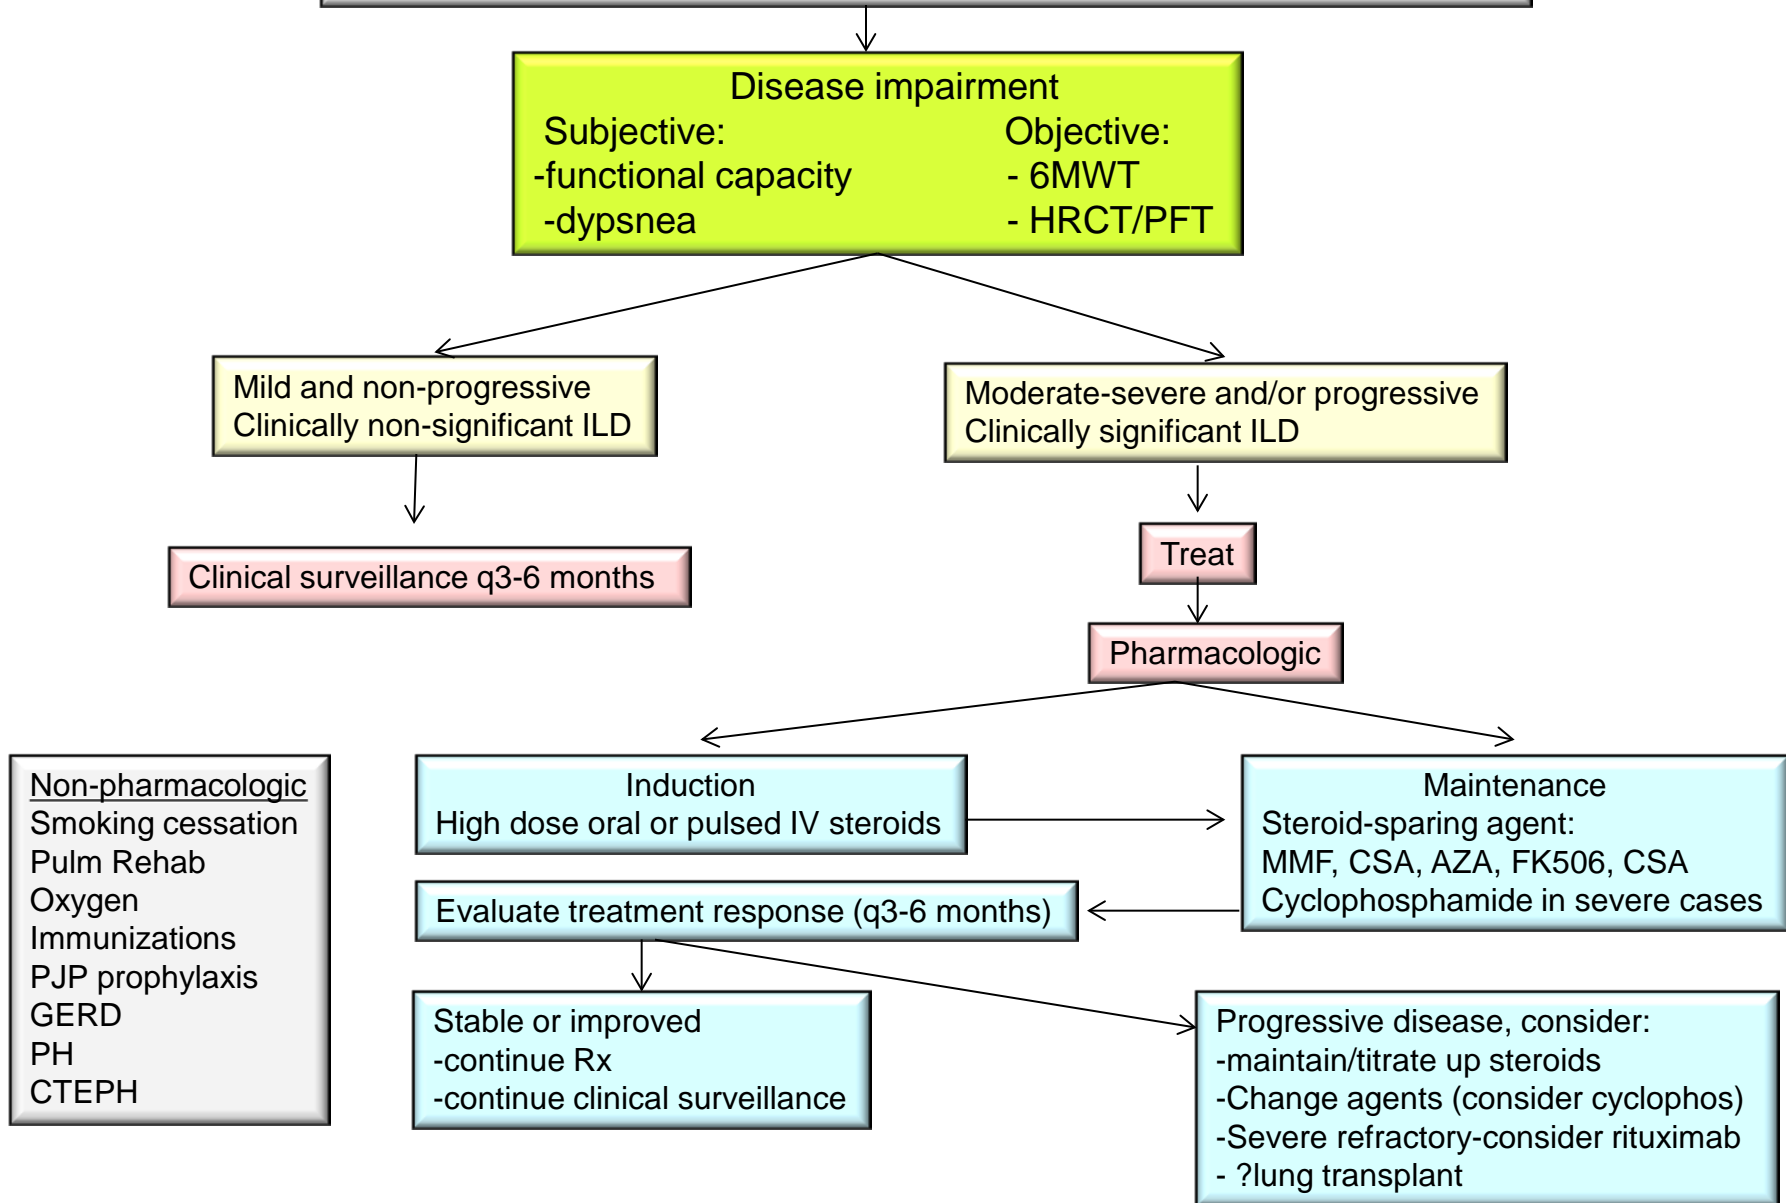 Disease impairment
Subjective: Objective:
-functional capacity - 6MWT
-dypsnea - HRCT/PFT
Mild and non-progressive
Clinically non-significant ILD
Moderate-severe and/or progressive
Clinically significant ILD
Clinical surveillance q3-6 months
Treat
Pharmacologic
Non-pharmacologic
Smoking cessation
Pulm Rehab
Oxygen
Immunizations
PJP prophylaxis
GERD
PH
CTEPH
Induction
High dose oral or pulsed IV steroids
Maintenance
Steroid-sparing agent:
MMF, CSA, AZA, FK506, CSA
Cyclophosphamide in severe cases
Evaluate treatment response (q3-6 months)
Stable or improved
-continue Rx
-continue clinical surveillance
Progressive disease, consider:
-maintain/titrate up steroids
-Change agents (consider cyclophos)
-Severe refractory-consider rituximab
- ?lung transplant